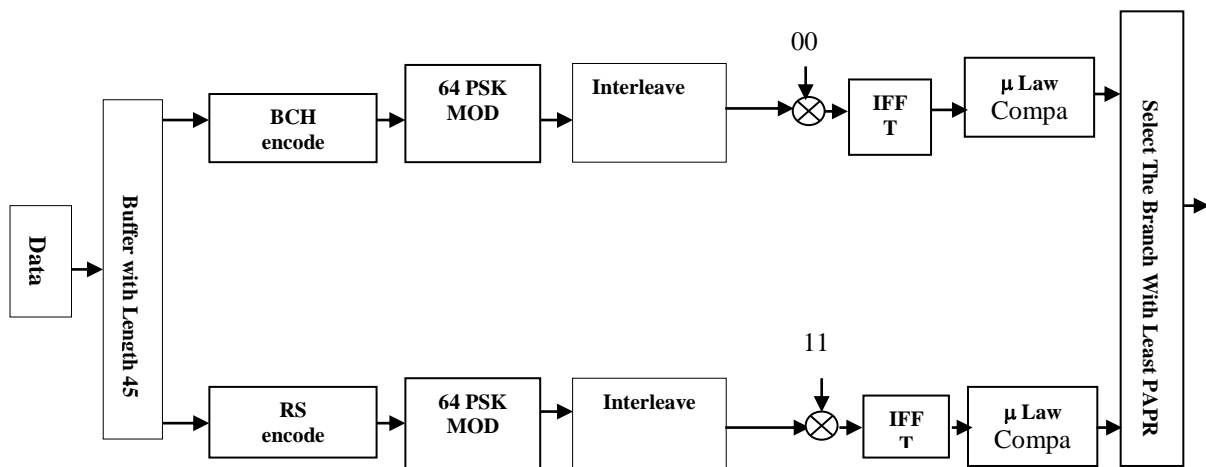 Data
Buffer with Length 45
BCH
encode
64 PSK
MOD
Interleave
00
IFF
T
μ Law
Compa
RS
encode
64 PSK
MOD
Interleave
11
IFF
T
μ Law
Compa
Select The Branch With Least PAPR